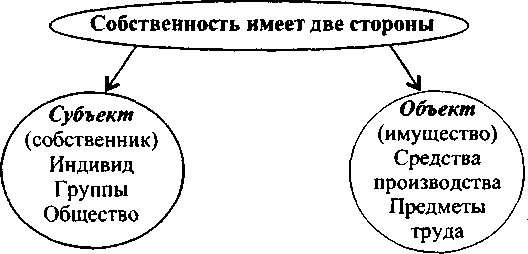 Собственность имеет две стороны
Субъект
(собственник)
Индивид
Группы
Общество
Объект
(имущество)
Средства
производства
Предметы
труда